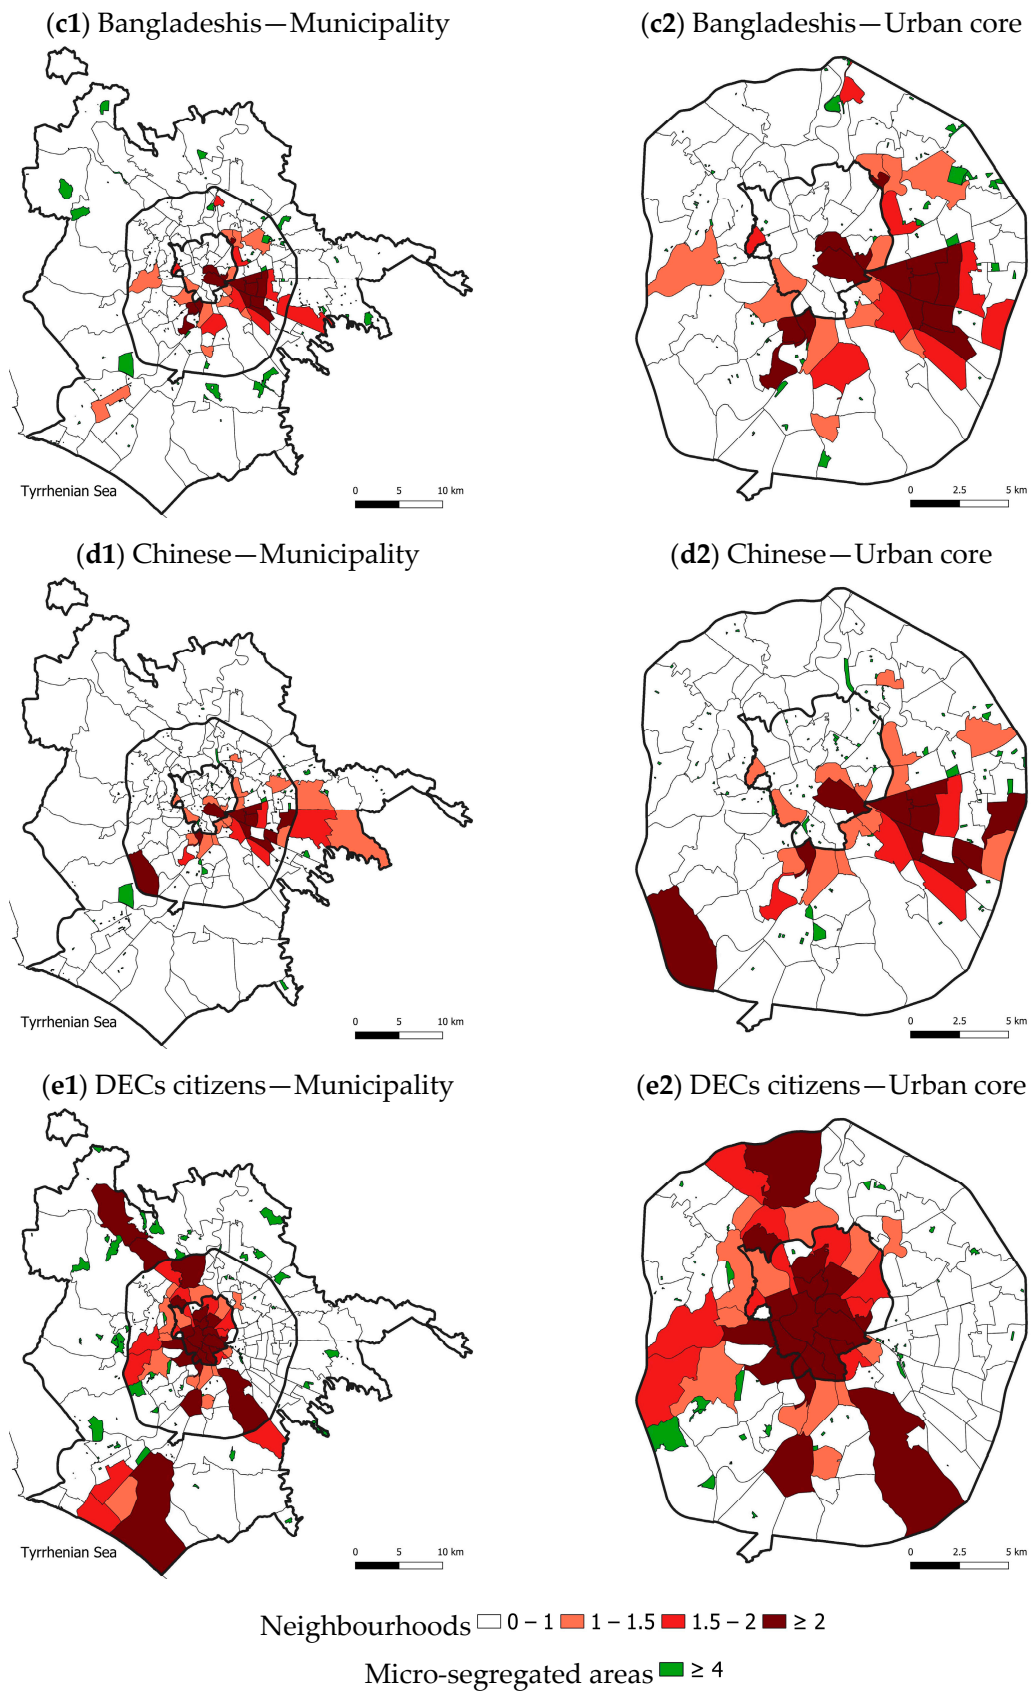 (c1) Bangladeshis—Municipality
(c2) Bangladeshis—Urban core
Tyrrhenian Sea
0 5 10 km
0 2.5 5 km
(d1) Chinese—Municipality
(d2) Chinese—Urban core
Tyrrhenian Sea
0 5 10 km
0 2.5 5 km
(e1) DECs citizens—Municipality
(e2) DECs citizens—Urban core
Tyrrhenian Sea
0 5 10 km
0 2.5 5 km
Neighbourhoods 0 – 1 1 – 1.5 1.5 – 2 ≥ 2
Micro-segregated areas ≥ 4